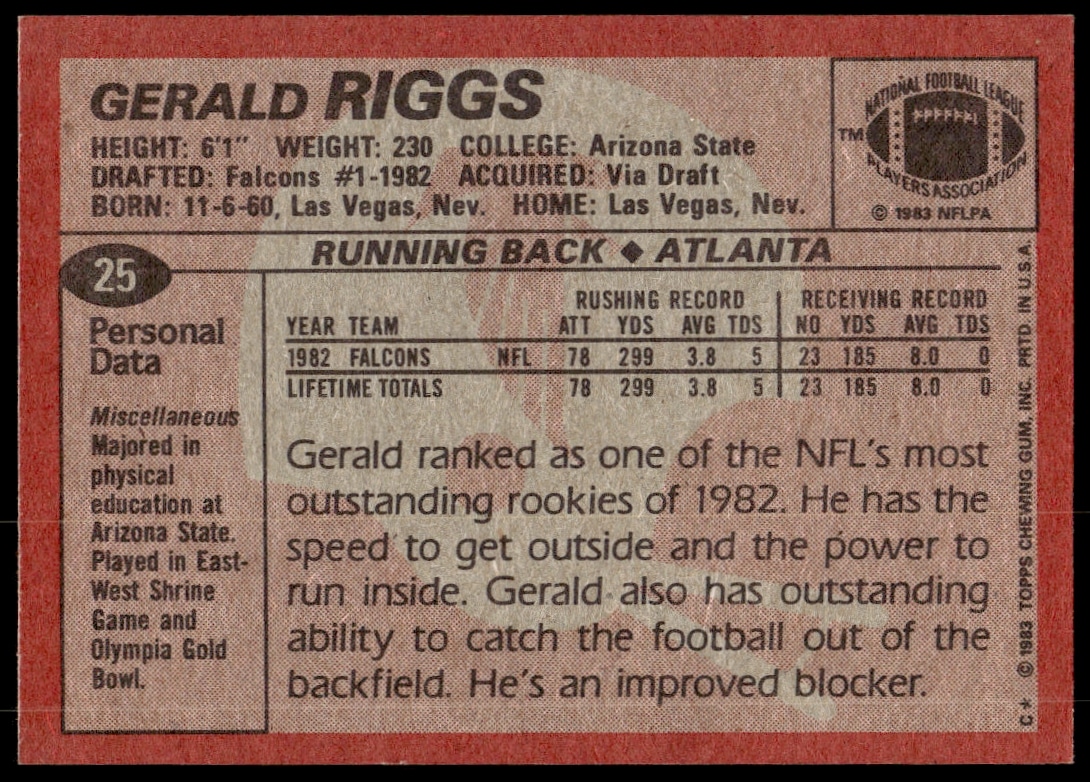 GERALD RIGGS
HEIGHT: 6'1" WEIGHT: 230 COLLEGE: Arizona State
DRAFTED: Falcons #1-1982 ACQUIRED: Via Draft
BORN: 11-6-60, Las Vegas, Nev. HOME: Las Vegas, Nev.
NATIONAL FOOTBALL LEAGUE
TM
PLAYERS ASSOCIATION
© 1983 NFLPA
RUNNING BACK ◆ ATLANTA
25
Personal
Data
Miscellaneous
Majored in
physical
education at
Arizona State.
Played in East-
West Shrine
Game and
Olympia Gold
Bowl.
RUSHING RECORD RECEIVING RECORD
YEAR TEAM ATT YDS AVG TDS NO YDS AVG TDS
1982 FALCONS NFL 78 299 3.8 5 23 185 8.0 0
LIFETIME TOTALS 78 299 3.8 5 23 185 8.0 0
Gerald ranked as one of the NFL's most
outstanding rookies of 1982. He has the
speed to get outside and the power to
run inside. Gerald also has outstanding
ability to catch the football out of the
backfield. He's an improved blocker.
C* © 1983 TOPPS CHEWING GUM, INC. PRTD. IN U.S.A.